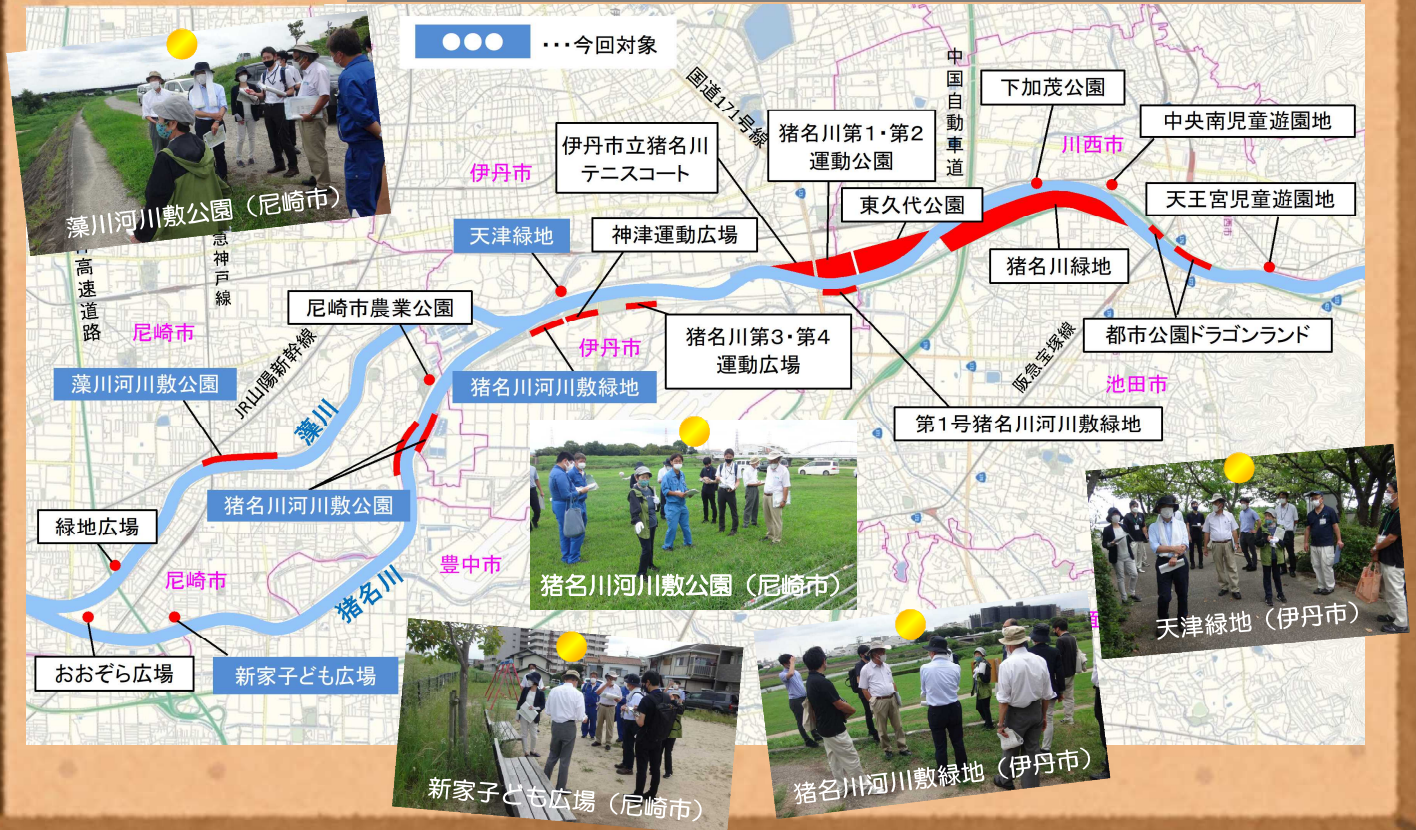 ●●● ・・・今回対象
藻川河川敷公園（尼崎市）
高速道路
急神戸線
国道171号線
中国自動車道
下加茂公園
中央南児童遊園地
川西市
伊丹市
伊丹市立猪名川
テニスコート
猪名川第1・第2
運動公園
東久代公園
天王宮児童遊園地
天津緑地
神津運動広場
猪名川緑地
尼崎市農業公園
尼崎市
JR山陽新幹線
伊丹市
猪名川第3・第4
運動広場
都市公園ドラゴンランド
阪急宝塚線
池田市
藻川河川敷公園
猪名川河川敷緑地
藻川
第1号猪名川河川敷緑地
猪名川河川敷公園
緑地広場
尼崎市
豊中市
猪名川
猪名川河川敷公園（尼崎市）
天津緑地（伊丹市）
おおぞら広場
新家子ども広場
新家子ども広場（尼崎市）
猪名川河川敷緑地（伊丹市）